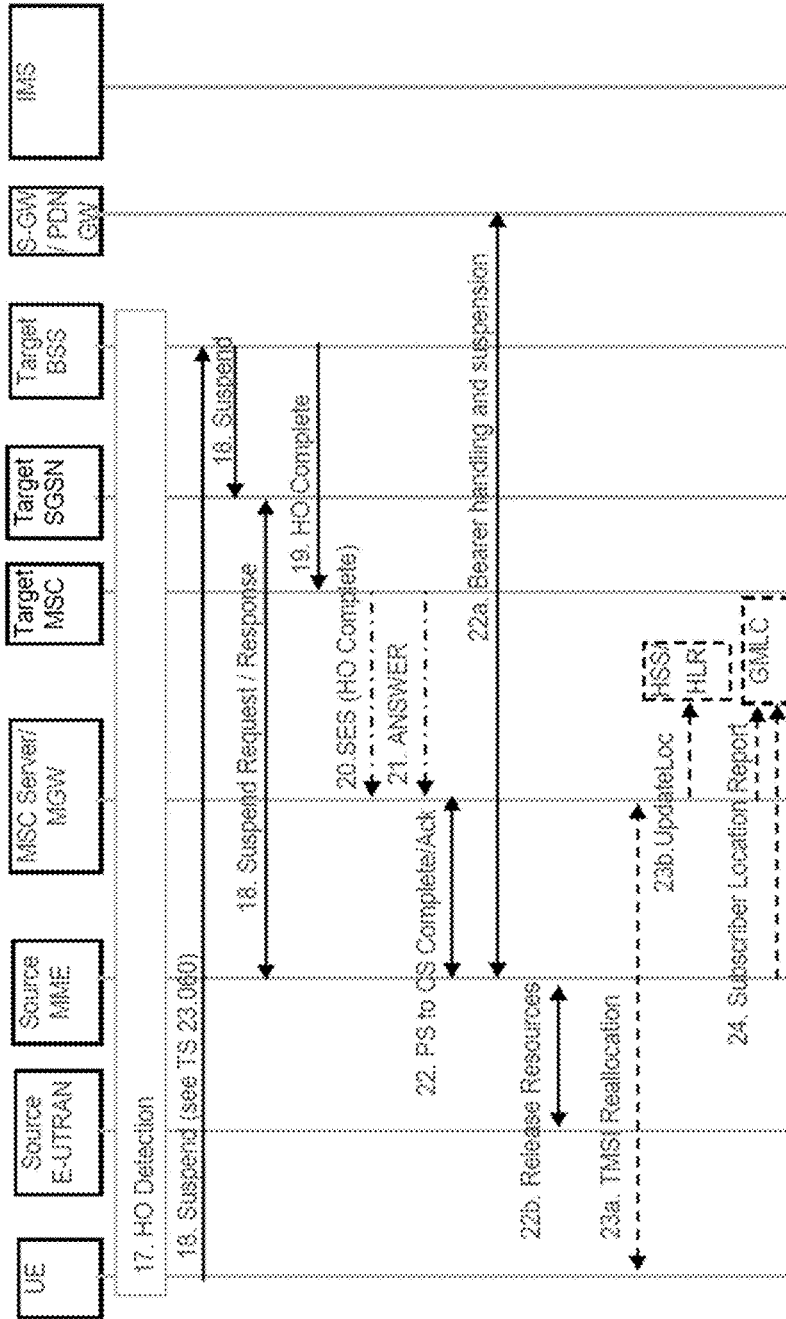 UE
Source
E-UTRAN
Source
MME
MSC Server/
MGW
Target
MSC
Target
SGSN
Target
BSS
S-GW
/ PDN
GW
IMS
17. HO Detection
18. Suspend (see TS 23.060)
18. Suspend
18. Suspend Request / Response
19. HO Complete
20.SES (HO Complete)
21. ANSWER
22. PS to CS Complete/Ack
22a. Bearer handling and suspension
22b. Release Resources
23a. TMSI Reallocation
23b.UpdateLoc
HSS/
HLR
24. Subscriber Location Report
GMLC